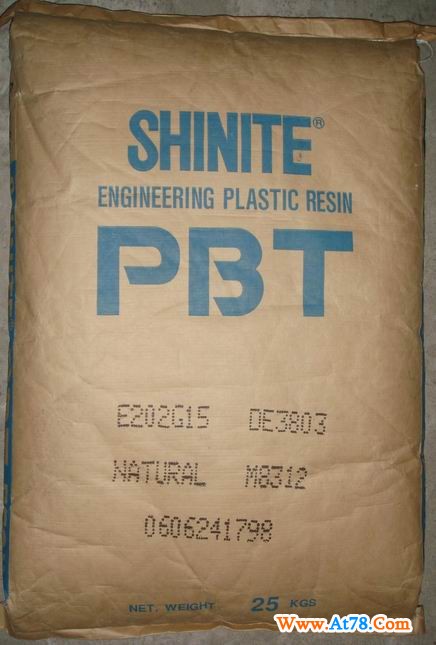 SHINITE®
ENGINEERING PLASTIC RESIN
PBT
E202G15 DE3803
NATURAL M8312
0606241798
NET. WEIGHT 25 KGS
www.At78.Com